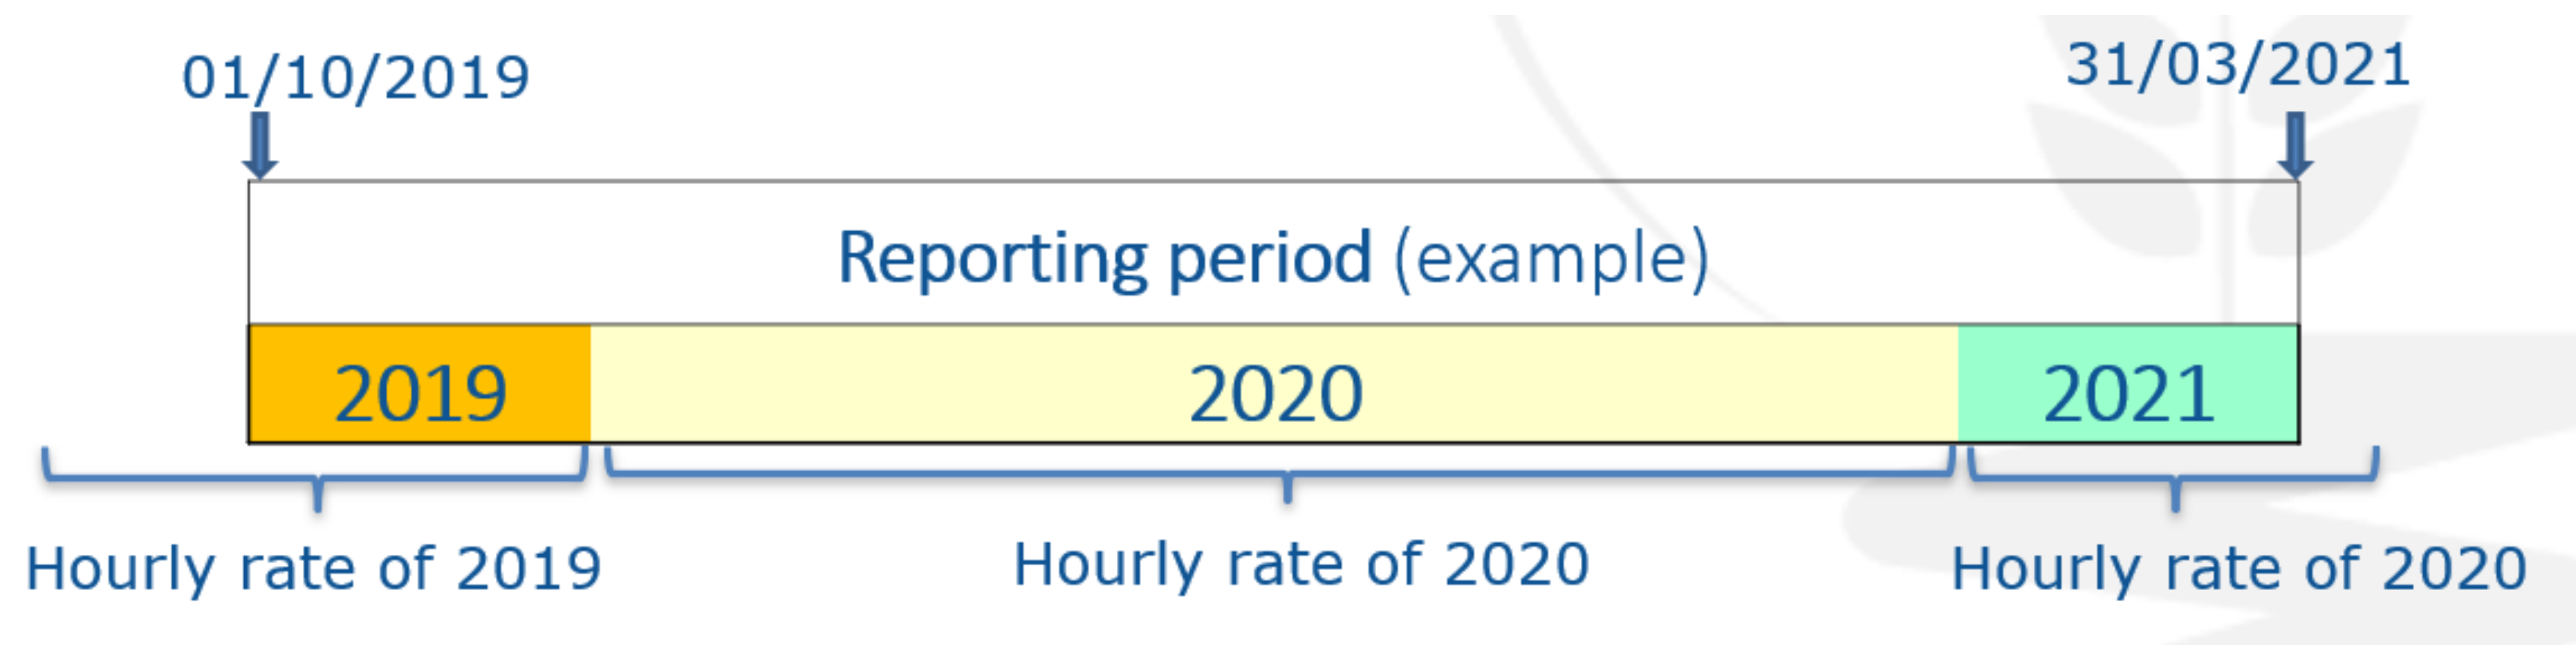 01/10/2019
31/03/2021
Reporting period (example)
2019
2020
2021
Hourly rate of 2019
Hourly rate of 2020
Hourly rate of 2020